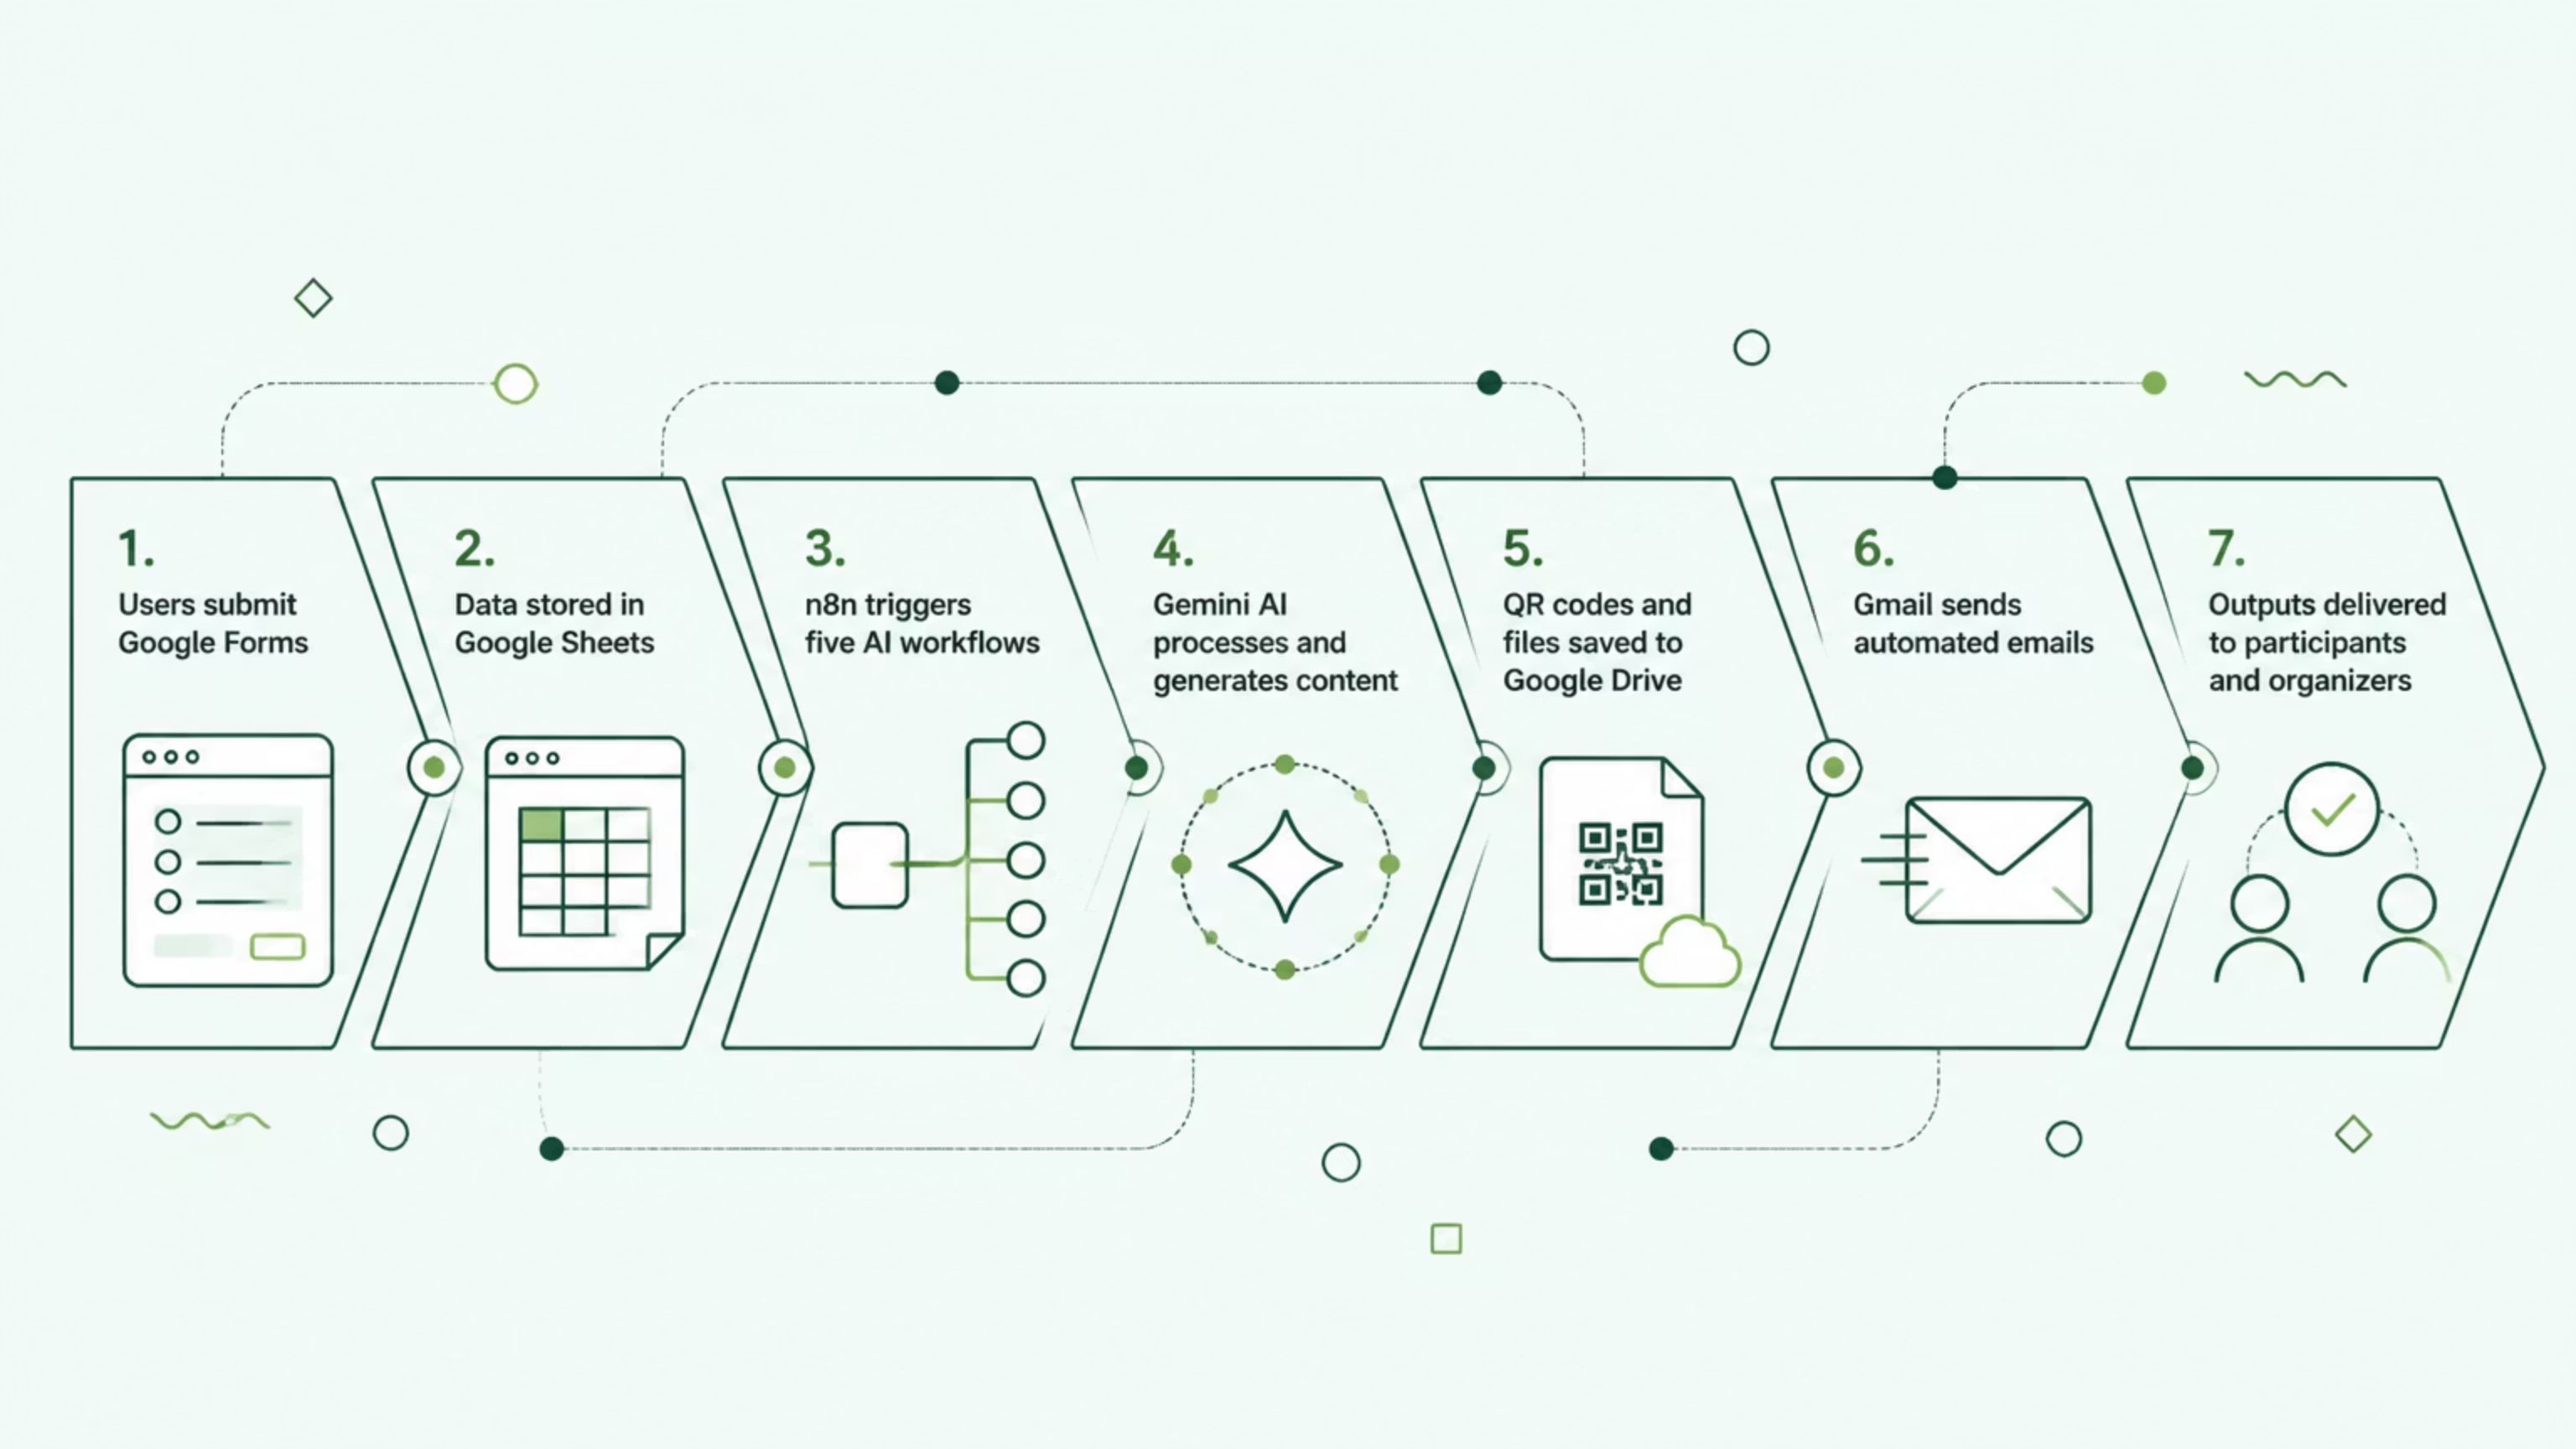 1.
Users submit
Google Forms
2.
Data stored in
Google Sheets
3.
n8n triggers
five AI workflows
4.
Gemini AI
processes and
generates content
5.
QR codes and
files saved to
Google Drive
6.
Gmail sends
automated emails
7.
Outputs delivered
to participants
and organizers